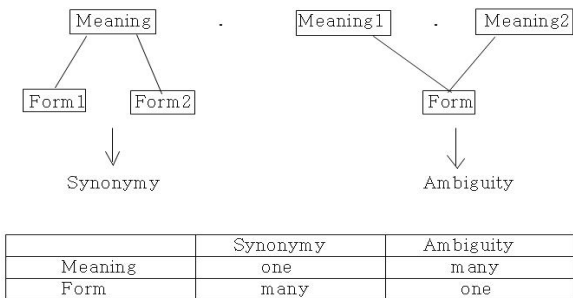 Meaning . Meaning1 . Meaning2
Form1 Form2 Form
Synonymy Ambiguity
Synonymy Ambiguity
Meaning one many
Form many one